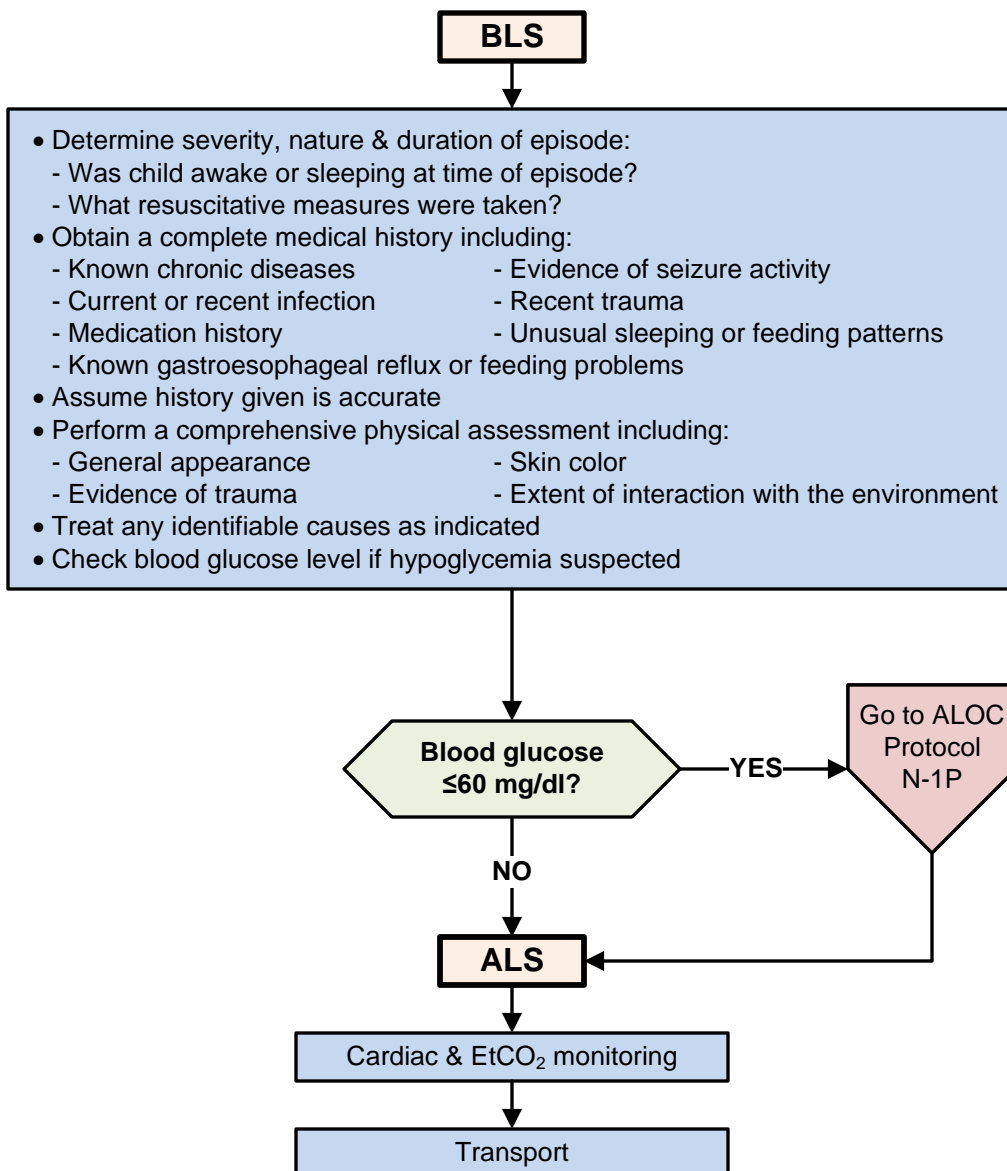 BLS
• Determine severity, nature & duration of episode:
- Was child awake or sleeping at time of episode?
- What resuscitative measures were taken?
• Obtain a complete medical history including:
- Known chronic diseases - Evidence of seizure activity
- Current or recent infection - Recent trauma
- Medication history - Unusual sleeping or feeding patterns
- Known gastroesophageal reflux or feeding problems
• Assume history given is accurate
• Perform a comprehensive physical assessment including:
- General appearance - Skin color
- Evidence of trauma - Extent of interaction with the environment
• Treat any identifiable causes as indicated
• Check blood glucose level if hypoglycemia suspected
Blood glucose
≤60 mg/dl?
YES
Go to ALOC
Protocol
N-1P
NO
ALS
Cardiac & EtCO₂ monitoring
Transport